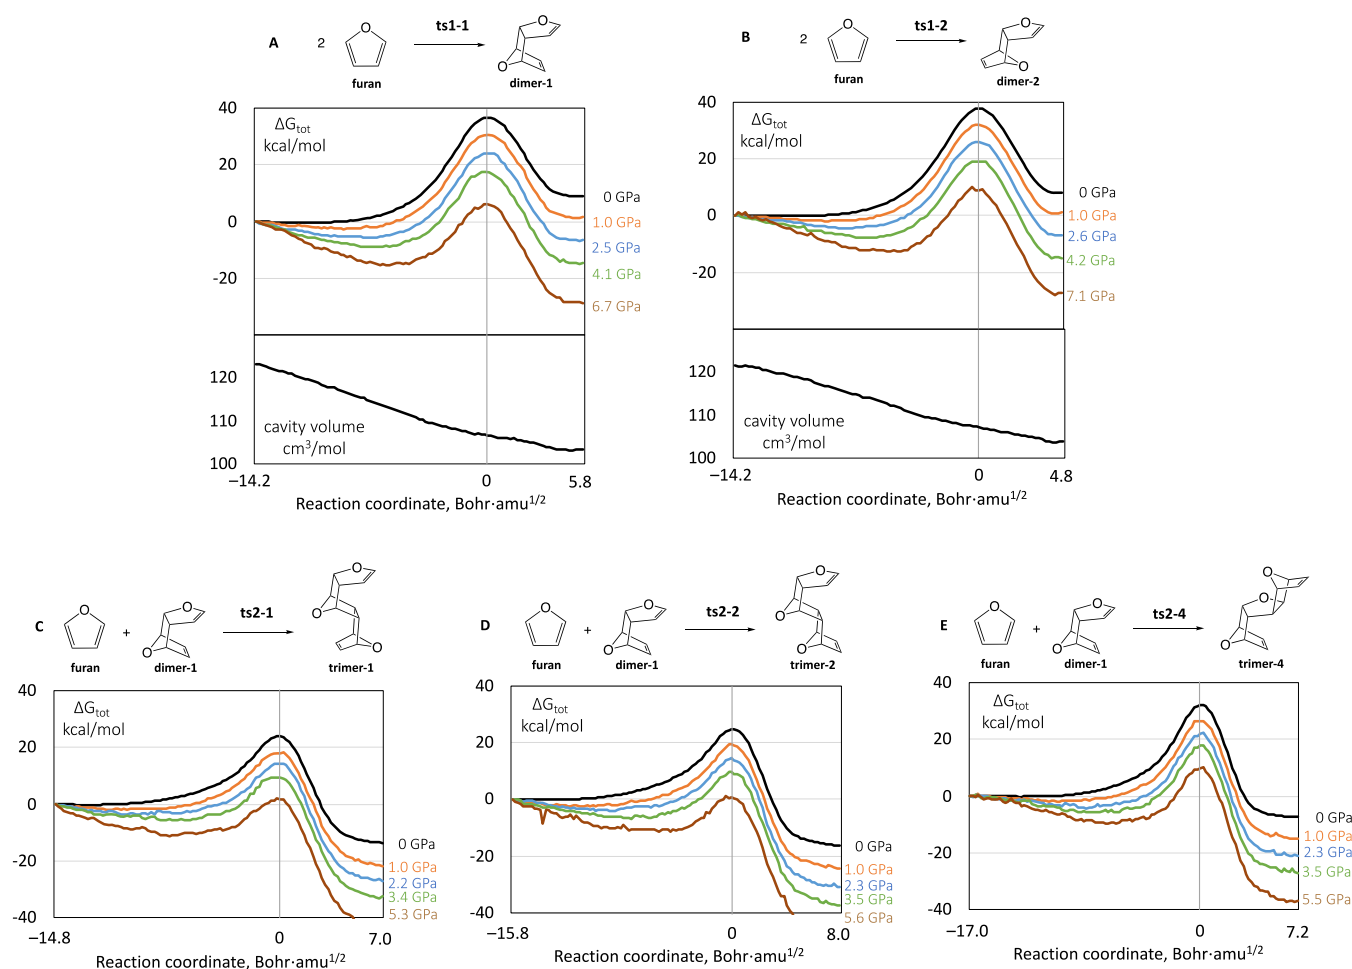 A
2
O
furan
ts1-1
O
O
dimer-1
ΔGtot
kcal/mol
40
20
0
-20
0 GPa
1.0 GPa
2.5 GPa
4.1 GPa
6.7 GPa
120
110
100
cavity volume
cm³/mol
−14.2 0 5.8
Reaction coordinate, Bohr·amu1/2
B
2
O
furan
ts1-2
O
O
dimer-2
ΔGtot
kcal/mol
40
20
0
-20
0 GPa
1.0 GPa
2.6 GPa
4.2 GPa
7.1 GPa
120
110
100
cavity volume
cm³/mol
−14.2 0 4.8
Reaction coordinate, Bohr·amu1/2
C
O
furan
+
O
O
dimer-1
ts2-1
O
O
O
trimer-1
ΔGtot
kcal/mol
40
20
0
-20
-40
0 GPa
1.0 GPa
2.2 GPa
3.4 GPa
5.3 GPa
−14.8 0 7.0
Reaction coordinate, Bohr·amu1/2
D
O
furan
+
O
O
dimer-1
ts2-2
O
O
O
trimer-2
ΔGtot
kcal/mol
40
20
0
-20
-40
0 GPa
1.0 GPa
2.3 GPa
3.5 GPa
5.6 GPa
−15.8 0 8.0
Reaction coordinate, Bohr·amu1/2
E
O
furan
+
O
O
dimer-1
ts2-4
O
O
O
trimer-4
ΔGtot
kcal/mol
40
20
0
-20
-40
0 GPa
1.0 GPa
2.3 GPa
3.5 GPa
5.5 GPa
−17.0 0 7.2
Reaction coordinate, Bohr·amu1/2